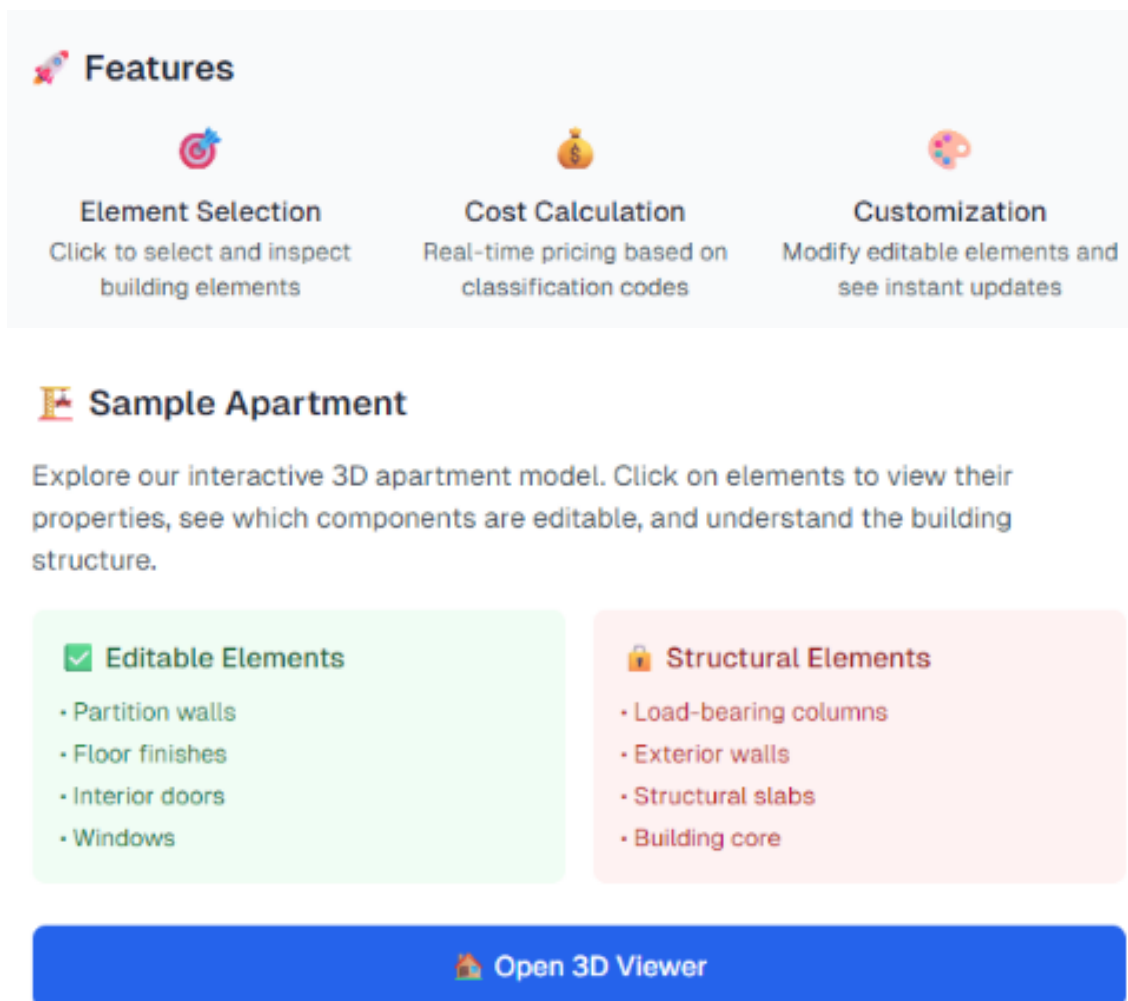 Features
Element Selection
Click to select and inspect
building elements
Cost Calculation
Real-time pricing based on
classification codes
Customization
Modify editable elements and
see instant updates
Sample Apartment
Explore our interactive 3D apartment model. Click on elements to view their
properties, see which components are editable, and understand the building
structure.
Editable Elements
• Partition walls
• Floor finishes
• Interior doors
• Windows
Structural Elements
• Load-bearing columns
• Exterior walls
• Structural slabs
• Building core
Open 3D Viewer